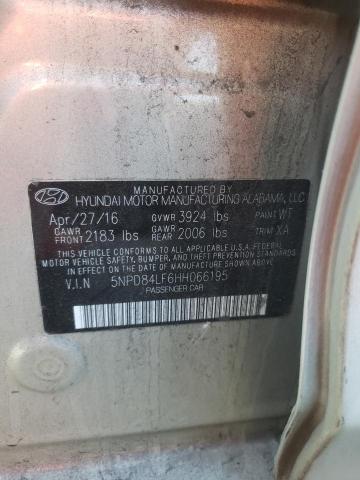 MANUFACTURED BY
HYUNDAI MOTOR MANUFACTURING ALABAMA, LLC
Apr/27/16 GVWR 3924 lbs PAINT WT
GAWR FRONT 2183 lbs GAWR REAR 2006 lbs TRIM XA
THIS VEHICLE CONFORMS TO ALL APPLICABLE U.S. FEDERAL
MOTOR VEHICLE SAFETY, BUMPER, AND THEFT PREVENTION
STANDARDS IN EFFECT ON THE DATE OF MANUFACTURE SHOWN ABOVE.
V.I.N 5NPD84LF6HH066195
PASSENGER CAR